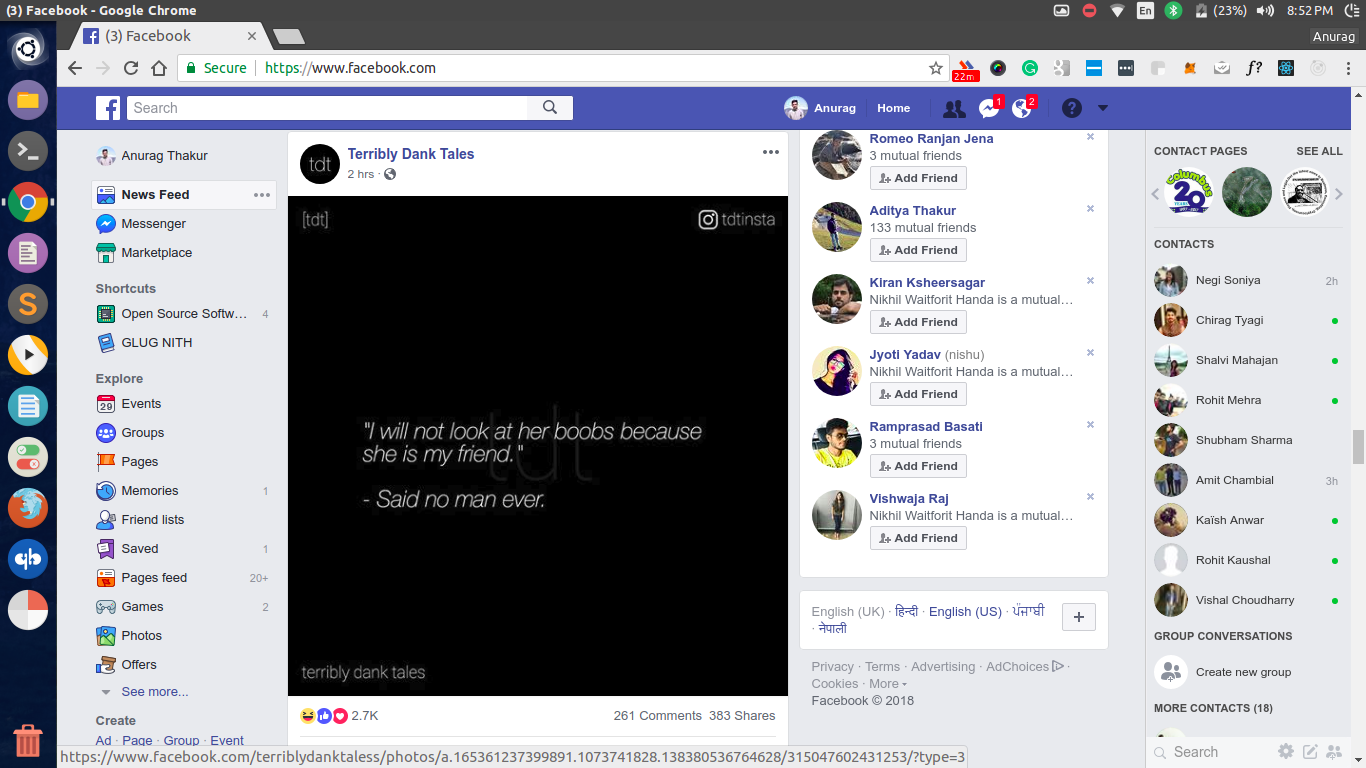 (3) Facebook - Google Chrome
En
(23%)
8:52 PM
(3) Facebook
Anurag
Secure
https://www.facebook.com
22m
f?
Search
Anurag
Home
1
2
?
Anurag Thakur
News Feed
Messenger
Marketplace
Shortcuts
Open Source Softw... 4
GLUG NITH
Explore
29
Events
Groups
Pages
Memories 1
Friend lists
Saved 1
Pages feed 20+
Games 2
Photos
Offers
See more...
Create
Ad · Page · Group · Event
tdt
Terribly Dank Tales
2 hrs ·
[tdt]
tdtinsta
tdt
"I will not look at her boobs because
she is my friend."
- Said no man ever.
terribly dank tales
2.7K
261 Comments 383 Shares
Romeo Ranjan Jena
3 mutual friends
Add Friend
Aditya Thakur
133 mutual friends
Add Friend
Kiran Ksheersagar
Nikhil Waitforit Handa is a mutual...
Add Friend
Jyoti Yadav (nishu)
Nikhil Waitforit Handa is a mutual...
Add Friend
Ramprasad Basati
3 mutual friends
Add Friend
Vishwaja Raj
Nikhil Waitforit Handa is a mutual...
Add Friend
English (UK) · हिन्दी · English (US) · ਪੰਜਾਬੀ
· नेपाली
+
Privacy · Terms · Advertising · AdChoices ·
Cookies · More
Facebook © 2018
CONTACT PAGES SEE ALL
Columbus
20
YEARS
CONTACTS
Negi Soniya 2h
Chirag Tyagi
Shalvi Mahajan
Rohit Mehra
Shubham Sharma
Amit Chambial 3h
Kaïsh Anwar
Rohit Kaushal
Vishal Choudharry
GROUP CONVERSATIONS
Create new group
MORE CONTACTS (18)
Search
https://www.facebook.com/terriblydanktaless/photos/a.165361237399891.1073741828.138380536764628/315047602431253/?type=3